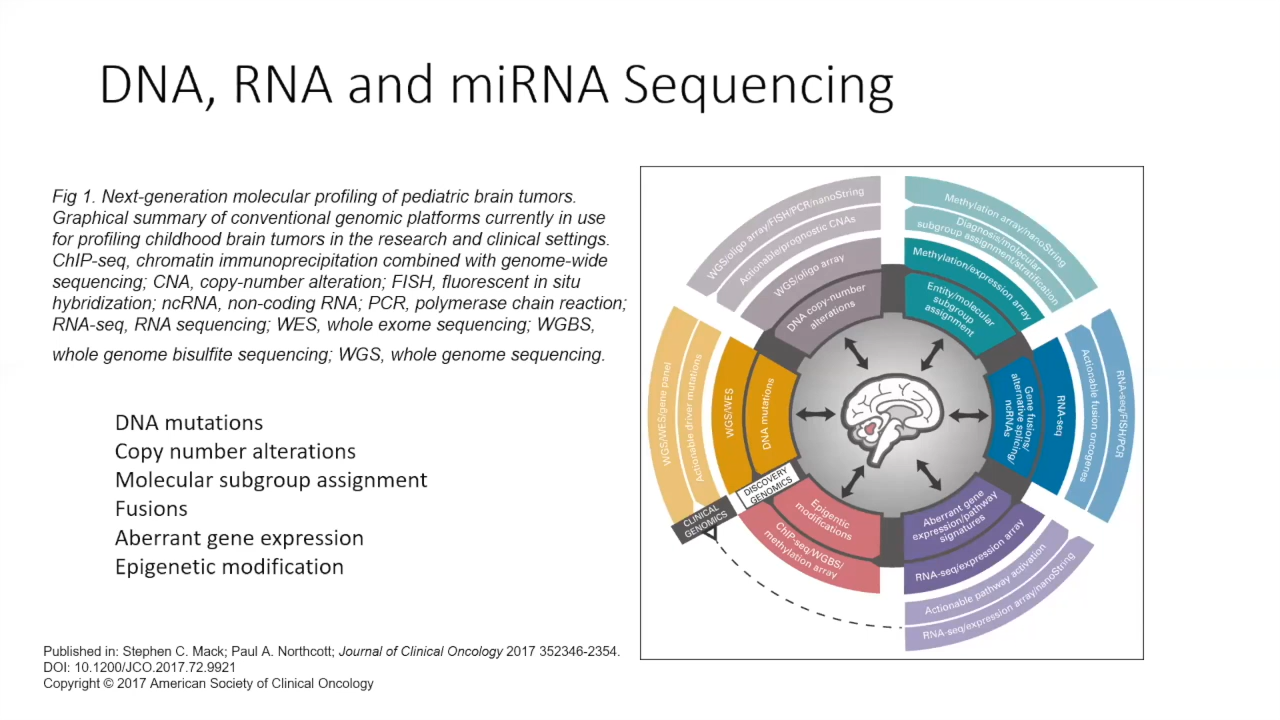 DNA, RNA and miRNA Sequencing
Fig 1. Next-generation molecular profiling of pediatric brain tumors.
Graphical summary of conventional genomic platforms currently in use
for profiling childhood brain tumors in the research and clinical settings.
ChIP-seq, chromatin immunoprecipitation combined with genome-wide
sequencing; CNA, copy-number alteration; FISH, fluorescent in situ
hybridization; ncRNA, non-coding RNA; PCR, polymerase chain reaction;
RNA-seq, RNA sequencing; WES, whole exome sequencing; WGBS,
whole genome bisulfite sequencing; WGS, whole genome sequencing.
DNA mutations
Copy number alterations
Molecular subgroup assignment
Fusions
Aberrant gene expression
Epigenetic modification
Published in: Stephen C. Mack; Paul A. Northcott; Journal of Clinical Oncology 2017 352346-2354.
DOI: 10.1200/JCO.2017.72.9921
Copyright © 2017 American Society of Clinical Oncology
WGS/oligo array/FISH/PCR/nanoString
Actionable/prognostic CNAs
WGS/oligo array
DNA copy-number
alterations
Methylation array/nanoString
Diagnosis/molecular
subgroup assignment/stratification
Methylation/expression array
Entity/molecular
subgroup
assignment
RNA-seq/FISH/PCR
Actionable fusion oncogenes
RNA-seq
Gene fusions/
alternative splicing/
ncRNAs
Aberrant gene
expression/pathway
signatures
RNA-seq/expression array
Actionable pathway activation
RNA-seq/expression array/nanoString
Epigentic
modifications
ChIP-seq/WGBS/
methylation array
DISCOVERY
GENOMICS
CLINICAL
GENOMICS
WGS/WES/gene panel
Actionable driver mutations
WGS/WES
DNA mutations